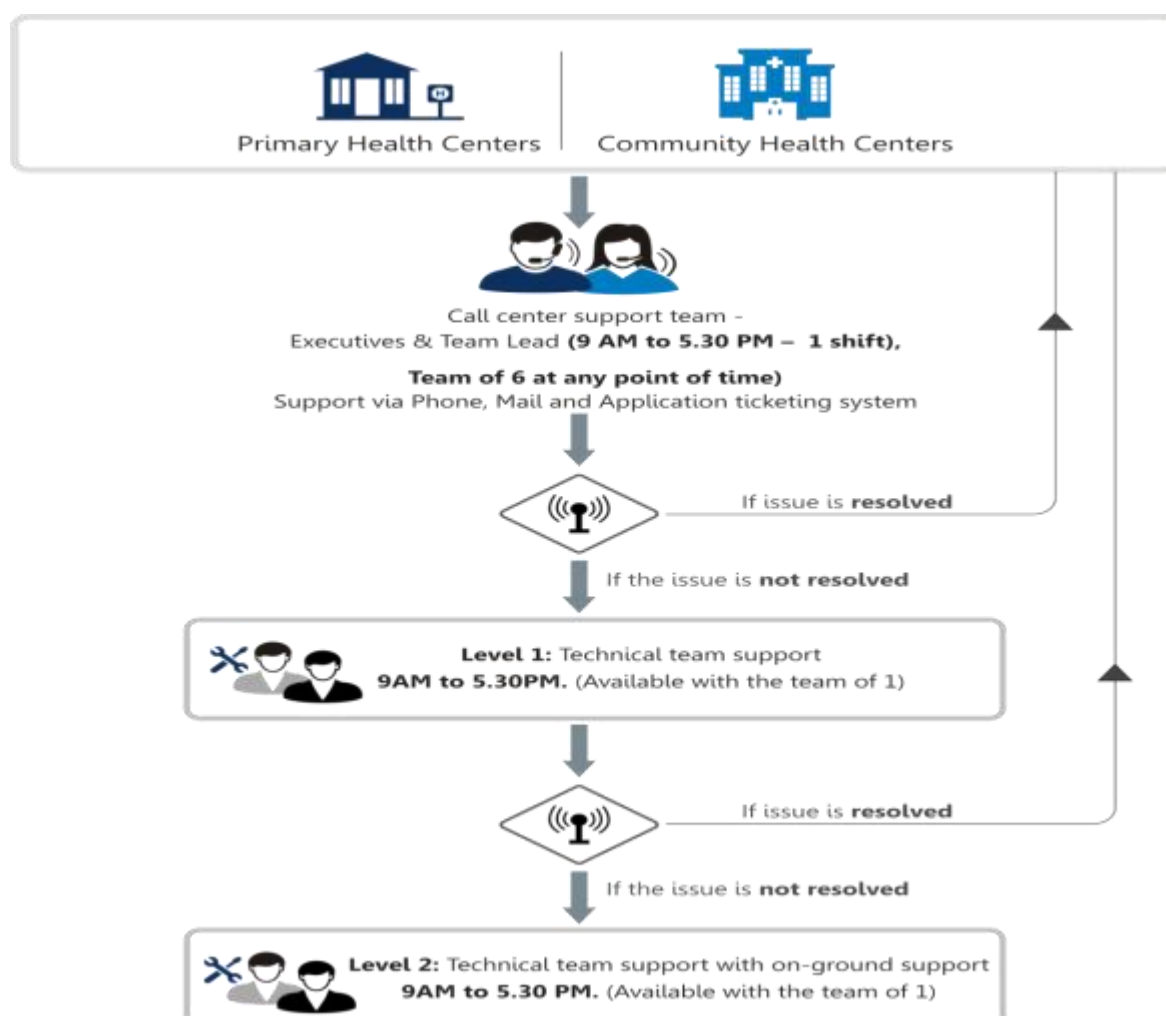 Primary Health Centers
Community Health Centers
Call center support team -
Executives & Team Lead (9 AM to 5.30 PM – 1 shift),
Team of 6 at any point of time)
Support via Phone, Mail and Application ticketing system
If issue is resolved
If the issue is not resolved
Level 1: Technical team support
9AM to 5.30PM. (Available with the team of 1)
If issue is resolved
If the issue is not resolved
Level 2: Technical team support with on-ground support
9AM to 5.30 PM. (Available with the team of 1)